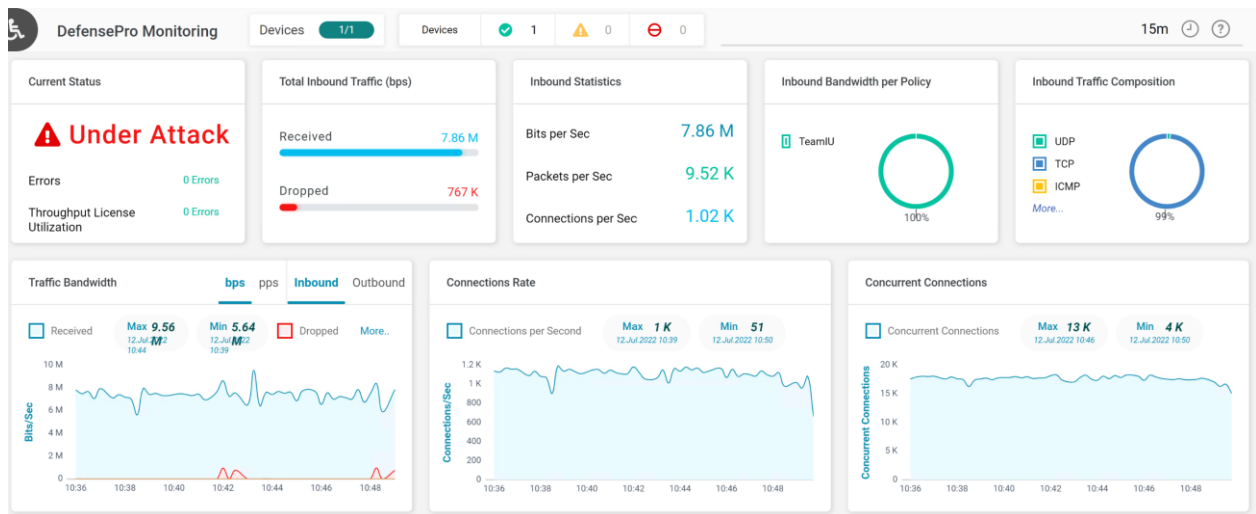 DefensePro Monitoring
Devices 1/1
Devices 1 0 0
15m
Current Status
Under Attack
Errors 0 Errors
Throughput License Utilization 0 Errors
Total Inbound Traffic (bps)
Received 7.86 M
Dropped 767 K
Inbound Statistics
Bits per Sec 7.86 M
Packets per Sec 9.52 K
Connections per Sec 1.02 K
Inbound Bandwidth per Policy
TeamIU
100%
Inbound Traffic Composition
UDP
TCP
ICMP
More...
99%
Traffic Bandwidth bps pps Inbound Outbound
Received Max 9.56 M 12.Jul.2022 10:44 Min 5.64 M 12.Jul.2022 10:39 Dropped More..
Bits/Sec
10 M
8 M
6 M
4 M
2 M
0
10:36 10:38 10:40 10:42 10:44 10:46 10:48
Connections Rate
Connections per Second Max 1 K 12.Jul.2022 10:39 Min 51 12.Jul.2022 10:50
Connections/Sec
1.2 K
1 K
800
600
400
200
0
10:36 10:38 10:40 10:42 10:44 10:46 10:48
Concurrent Connections
Concurrent Connections Max 13 K 12.Jul.2022 10:46 Min 4 K 12.Jul.2022 10:50
Concurrent Connections
20 K
15 K
10 K
5 K
0
10:36 10:38 10:40 10:42 10:44 10:46 10:48